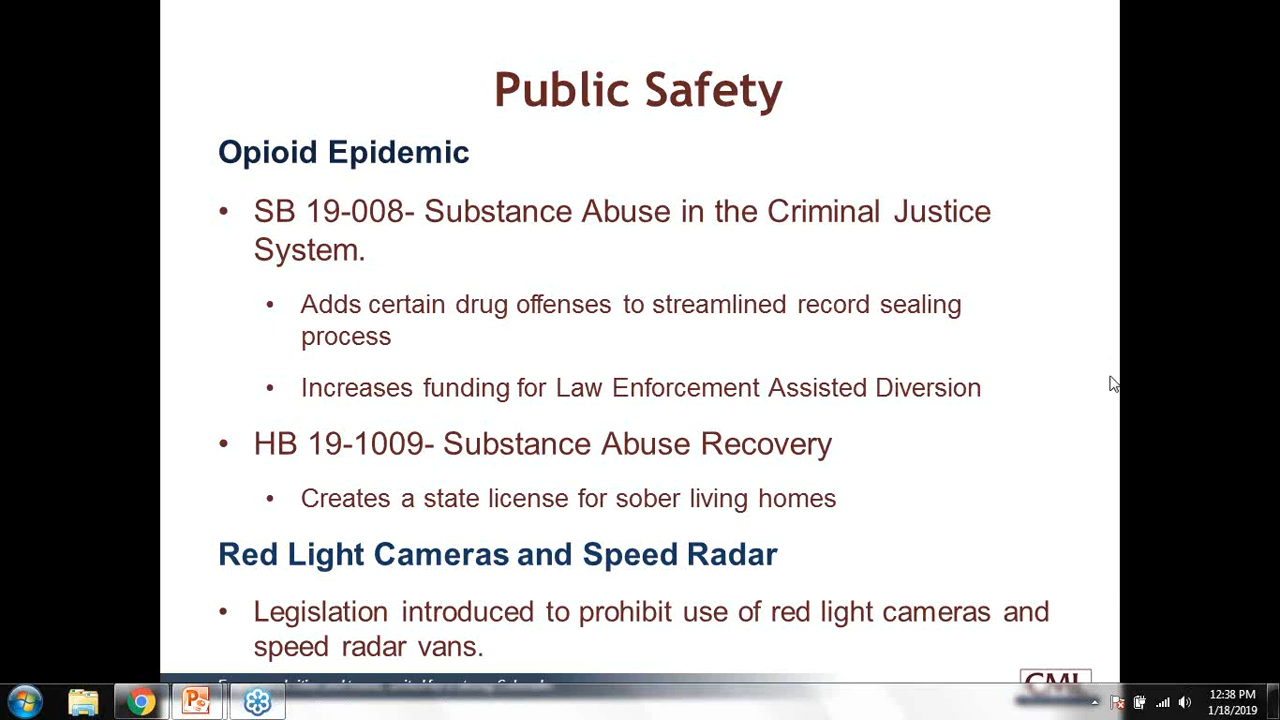 Public Safety
Opioid Epidemic
• SB 19-008- Substance Abuse in the Criminal Justice
System.
• Adds certain drug offenses to streamlined record sealing
process
• Increases funding for Law Enforcement Assisted Diversion
• HB 19-1009- Substance Abuse Recovery
• Creates a state license for sober living homes
Red Light Cameras and Speed Radar
• Legislation introduced to prohibit use of red light cameras and
speed radar vans.
CML
12:38 PM
1/18/2019